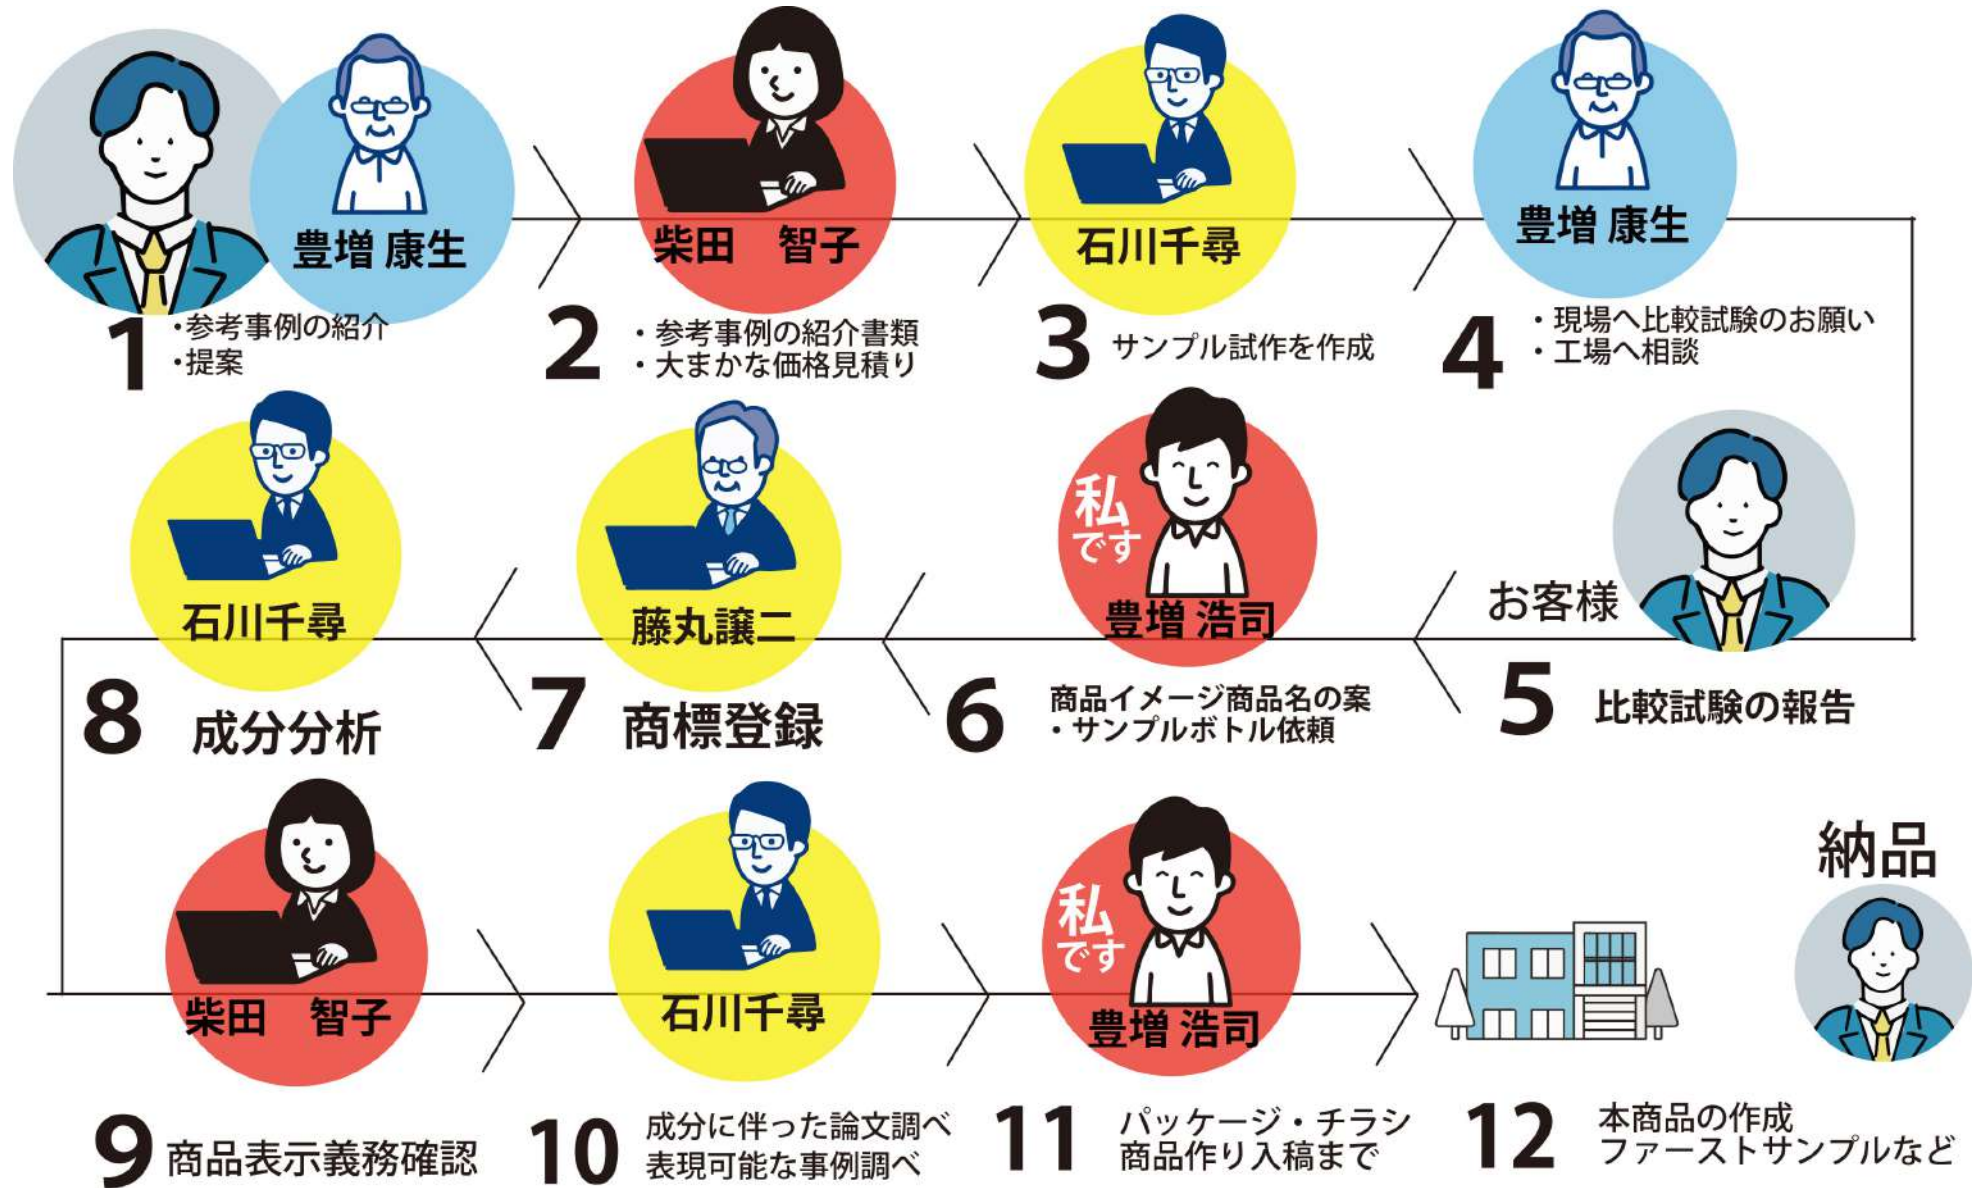 豊増 康生
1
・参考事例の紹介
・提案
柴田　智子
2
・参考事例の紹介書類
・大まかな価格見積り
石川千尋
3
サンプル試作を作成
豊増 康生
4
・現場へ比較試験のお願い
・工場へ相談
お客様
5
比較試験の報告
私
です
豊増 浩司
6
商品イメージ商品名の案
・サンプルボトル依頼
藤丸譲二
7
商標登録
石川千尋
8
成分分析
柴田　智子
9
商品表示義務確認
石川千尋
10
成分に伴った論文調べ
表現可能な事例調べ
私
です
豊増 浩司
11
パッケージ・チラシ
商品作り入稿まで
納品
12
本商品の作成
ファーストサンプルなど